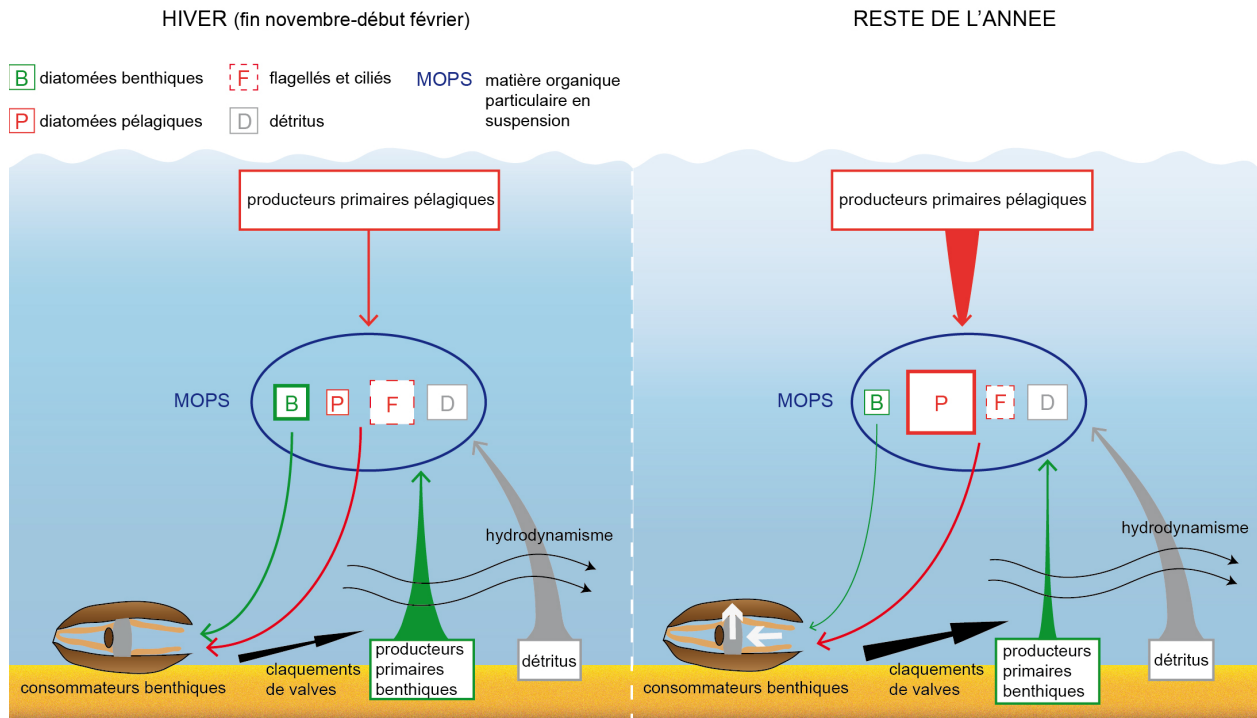 HIVER (fin novembre-début février)
RESTE DE L'ANNEE
B diatomées benthiques
F flagellés et ciliés
MOPS matière organique
particulaire en
suspension
P diatomées pélagiques
D détritus
producteurs primaires pélagiques
MOPS
B
P
F
D
hydrodynamisme
consommateurs benthiques
claquements
de valves
producteurs
primaires
benthiques
détritus
producteurs primaires pélagiques
MOPS
B
P
F
D
hydrodynamisme
consommateurs benthiques
claquements
de valves
producteurs
primaires
benthiques
détritus